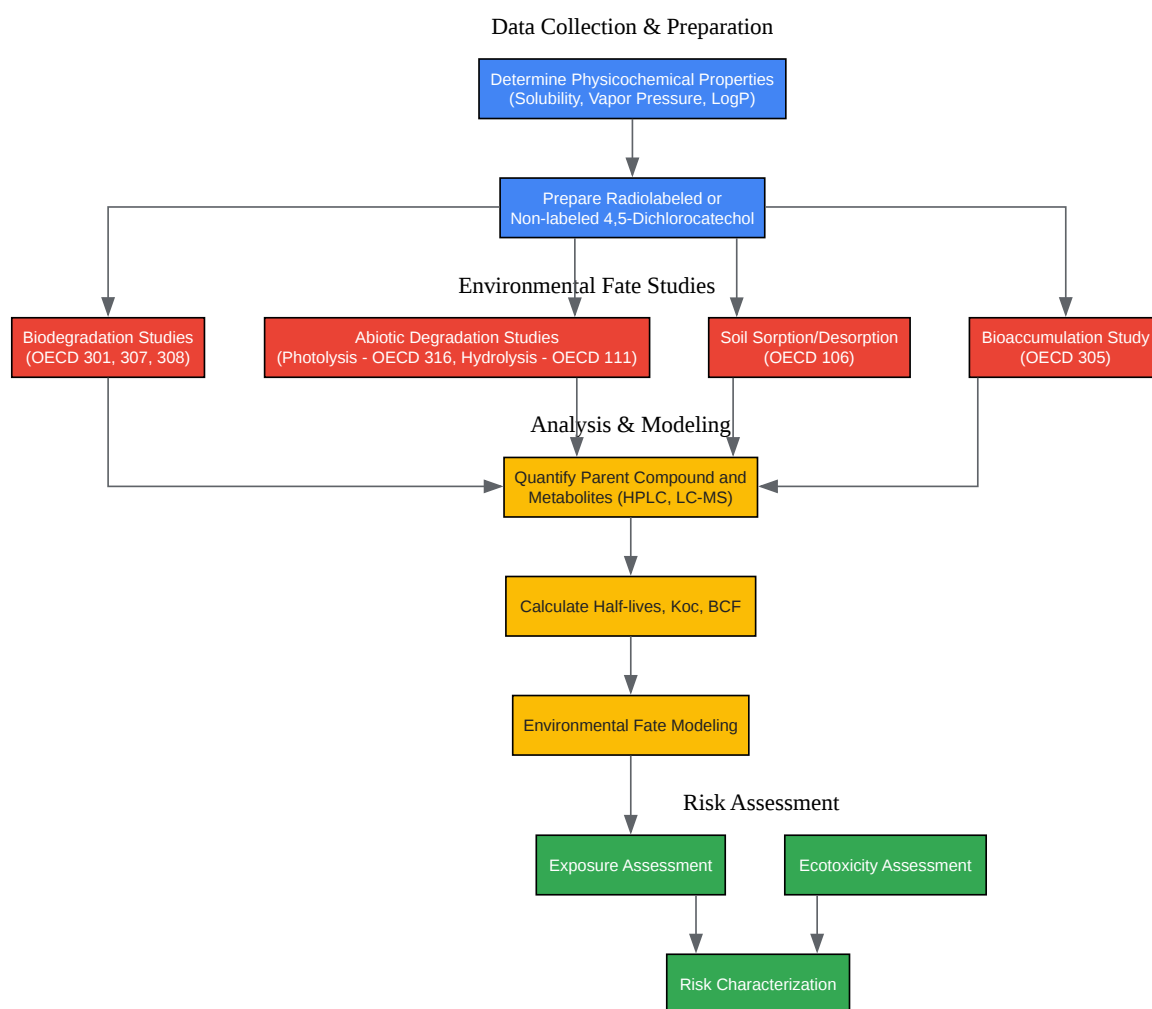 Data Collection & Preparation
Determine Physicochemical Properties
(Solubility, Vapor Pressure, LogP)
Prepare Radiolabeled or
Non-labeled 4,5-Dichlorocatechol
Environmental Fate Studies
Biodegradation Studies
(OECD 301, 307, 308)
Abiotic Degradation Studies
(Photolysis - OECD 316, Hydrolysis - OECD 111)
Soil Sorption/Desorption
(OECD 106)
Bioaccumulation Study
(OECD 305)
Analysis & Modeling
Quantify Parent Compound and
Metabolites (HPLC, LC-MS)
Calculate Half-lives, Koc, BCF
Environmental Fate Modeling
Risk Assessment
Exposure Assessment
Ecotoxicity Assessment
Risk Characterization